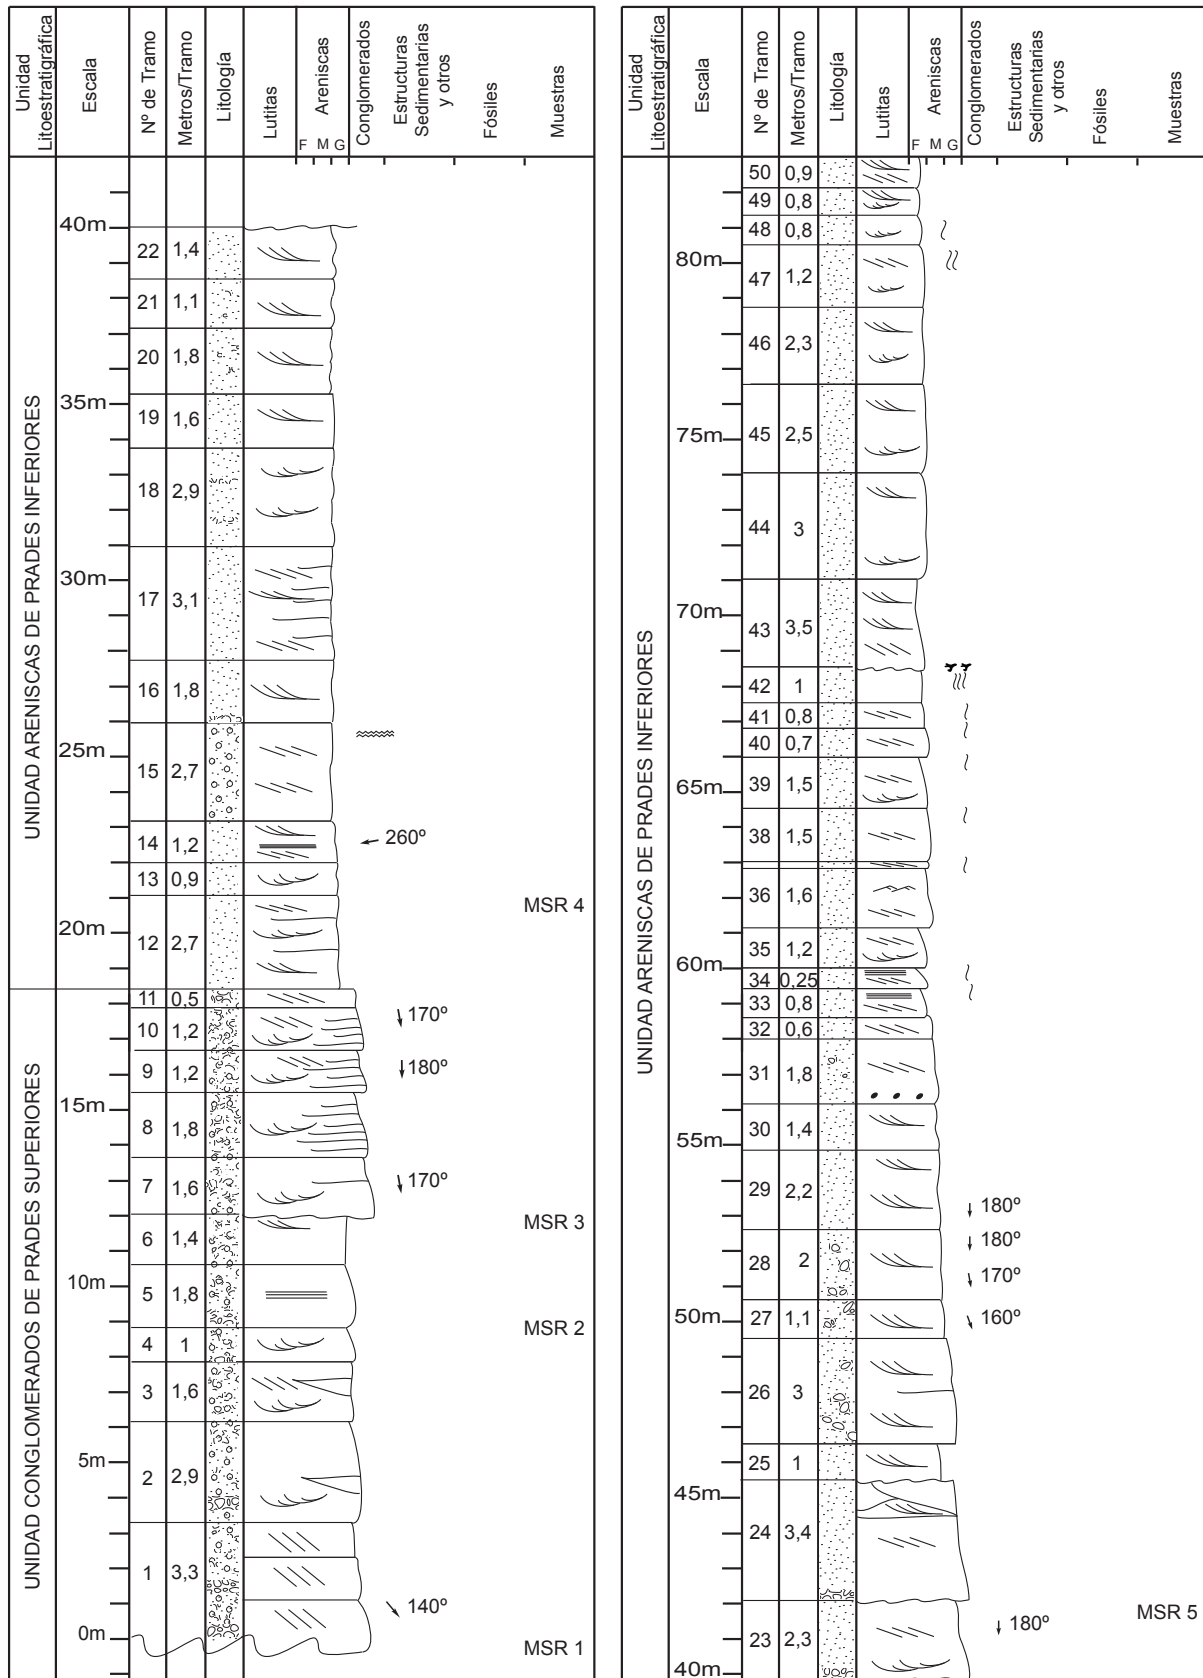 Unidad
Litoestratigráfica
Escala
Nº de Tramo
Metros/Tramo
Litología
Lutitas
Areniscas
F M G
Conglomerados
Estructuras
Sedimentarias
y otros
Fósiles
Muestras
UNIDAD ARENISCAS DE PRADES INFERIORES
UNIDAD CONGLOMERADOS DE PRADES SUPERIORES
40m
22 1,4
21 1,1
20 1,8
35m
19 1,6
18 2,9
30m
17 3,1
16 1,8
25m
15 2,7
14 1,2 260º
13 0,9
MSR 4
20m
12 2,7
11 0,5
170º
10 1,2
9 1,2 180º
15m
8 1,8
7 1,6 170º
MSR 3
6 1,4
10m
5 1,8
MSR 2
4 1
3 1,6
5m
2 2,9
1 3,3
140º
0m
MSR 1
Unidad
Litoestratigráfica
Escala
Nº de Tramo
Metros/Tramo
Litología
Lutitas
Areniscas
F M G
Conglomerados
Estructuras
Sedimentarias
y otros
Fósiles
Muestras
UNIDAD ARENISCAS DE PRADES INFERIORES
50 0,9
49 0,8
48 0,8
80m
47 1,2
46 2,3
75m
45 2,5
44 3
70m
43 3,5
42 1
41 0,8
40 0,7
65m
39 1,5
38 1,5
36 1,6
35 1,2
60m
34 0,25
33 0,8
32 0,6
31 1,8
55m
30 1,4
29 2,2
180º
180º
28 2
170º
50m
27 1,1 160º
26 3
25 1
45m
24 3,4
MSR 5
23 2,3 180º
40m